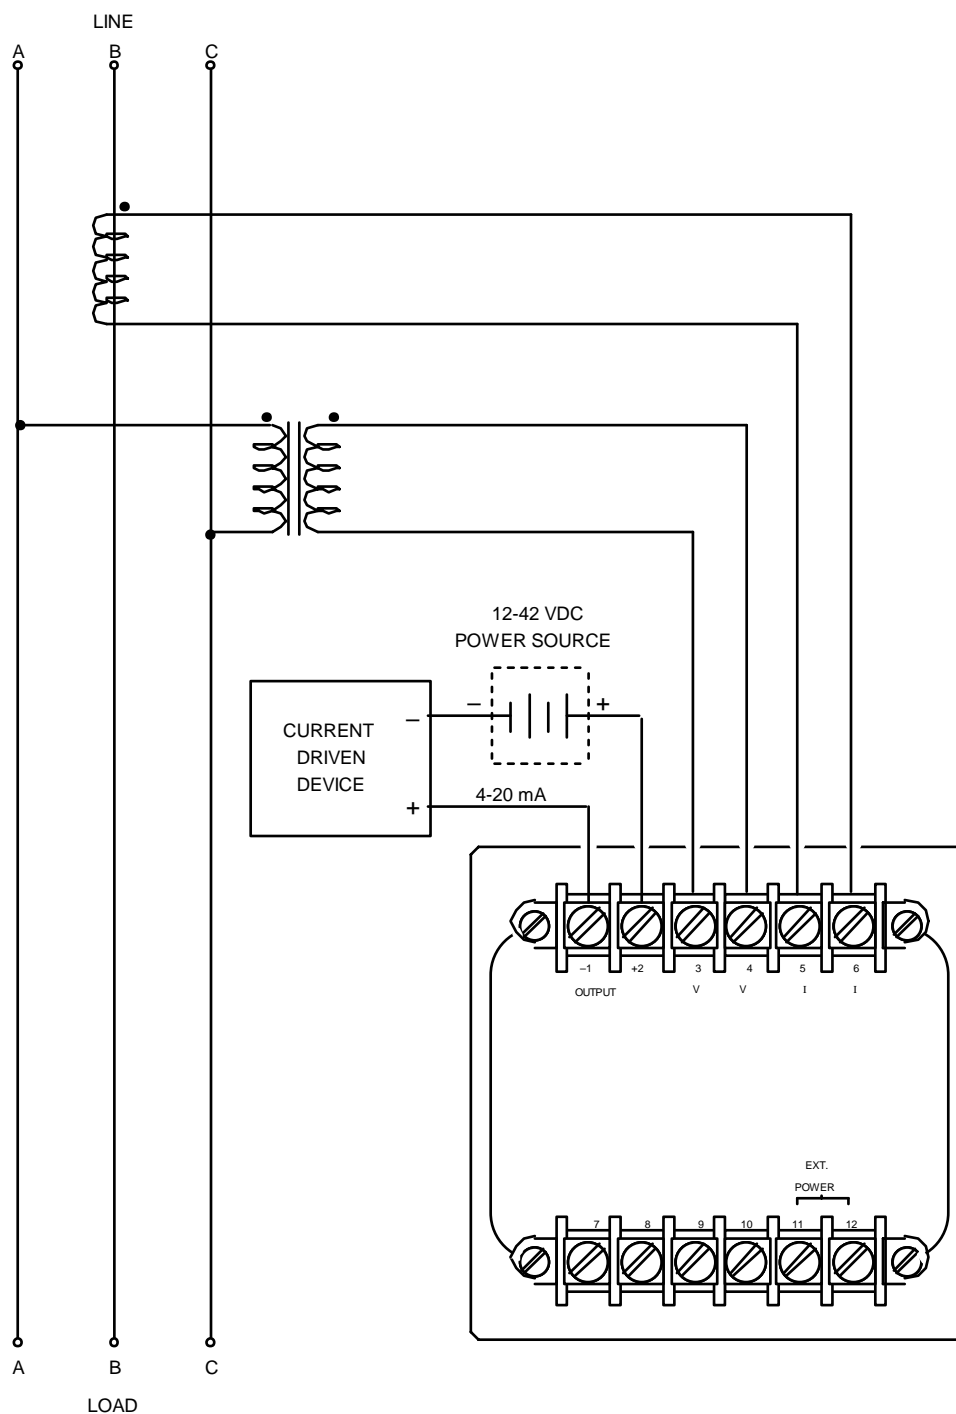 LINE
A B C
12-42 VDC
POWER SOURCE
– +
CURRENT
DRIVEN
DEVICE
–
+
4-20 mA
–1 +2 3 4 5 6
OUTPUT V V I I
EXT.
POWER
7 8 9 10 11 12
A B C
LOAD